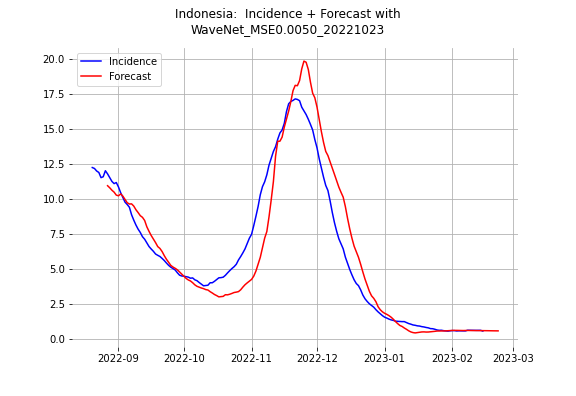 Indonesia:  Incidence + Forecast with
WaveNet_MSE0.0050_20221023
Incidence
Forecast
20.0
17.5
15.0
12.5
10.0
7.5
5.0
2.5
0.0
2022-09 2022-10 2022-11 2022-12 2023-01 2023-02 2023-03